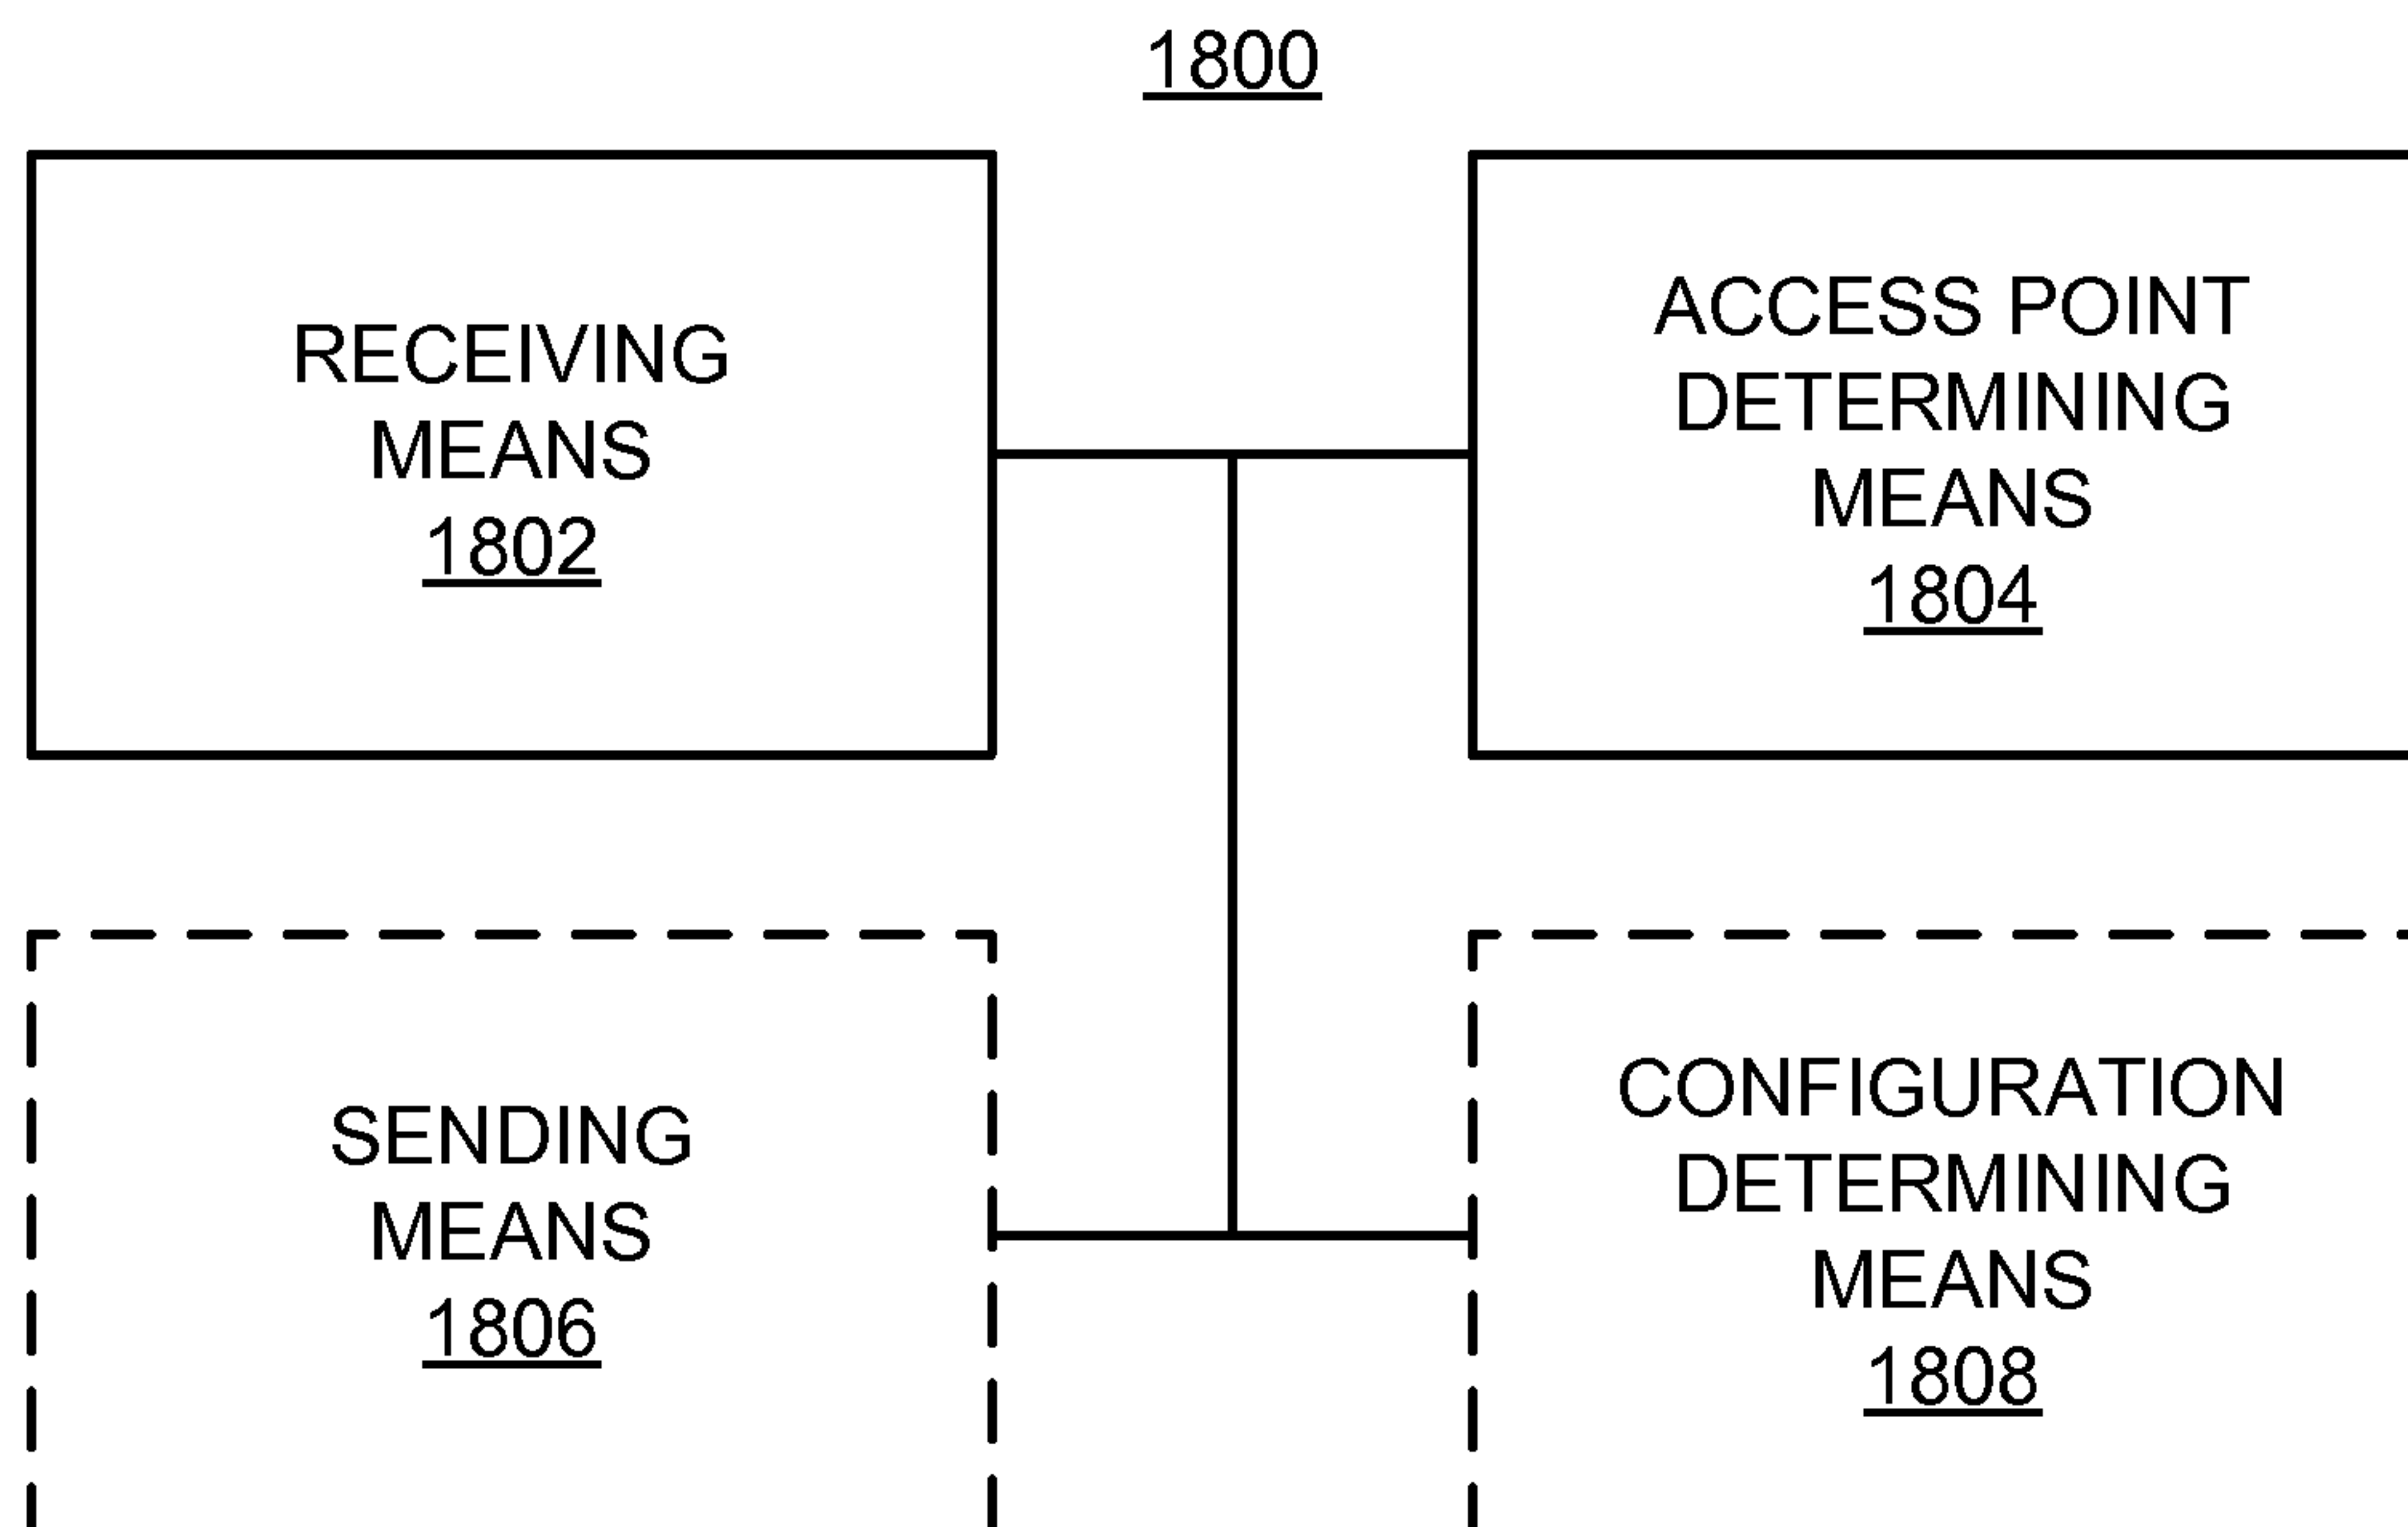 1800
RECEIVING
MEANS
1802
ACCESS POINT
DETERMINING
MEANS
1804
SENDING
MEANS
1806
CONFIGURATION
DETERMINING
MEANS
1808